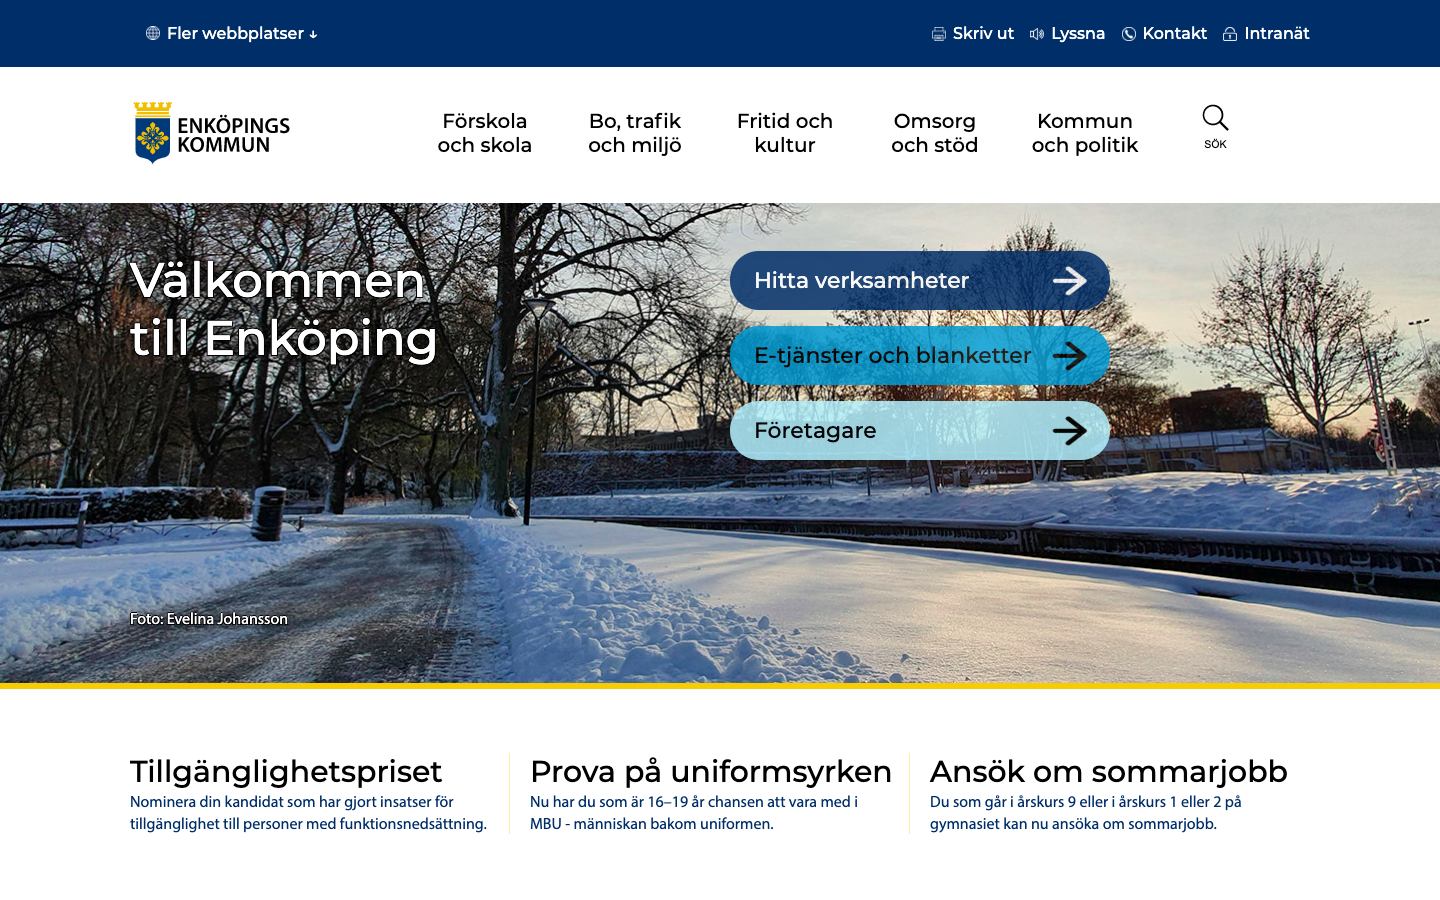 Fler webbplatser ↓
Skriv ut
Lyssna
Kontakt
Intranät
ENKÖPINGS
KOMMUN
Förskola
och skola
Bo, trafik
och miljö
Fritid och
kultur
Omsorg
och stöd
Kommun
och politik
SÖK
Välkommen
till Enköping
Hitta verksamheter
E-tjänster och blanketter
Företagare
Foto: Evelina Johansson
Tillgänglighetspriset
Nominera din kandidat som har gjort insatser för
tillgänglighet till personer med funktionsnedsättning.
Prova på uniformsyrken
Nu har du som är 16–19 år chansen att vara med i
MBU - människan bakom uniformen.
Ansök om sommarjobb
Du som går i årskurs 9 eller i årskurs 1 eller 2 på
gymnasiet kan nu ansöka om sommarjobb.